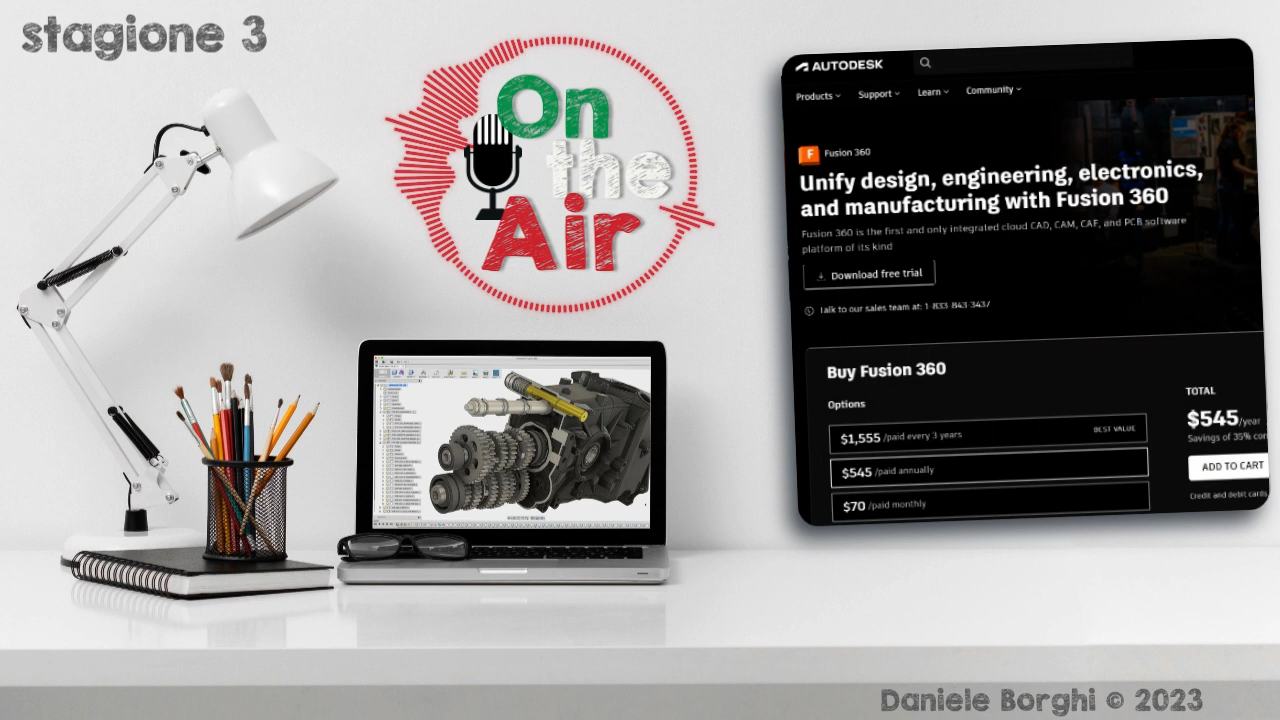 stagione 3
On
the
Air
AUTODESK
Products
Support
Learn
Community
Fusion 360
Unify design, engineering, electronics,
and manufacturing with Fusion 360
Fusion 360 is the first and only integrated cloud CAD, CAM, CAE, and PCB software
platform of its kind
Download free trial
Talk to our sales team at: 1-833-843-3437
Buy Fusion 360
Options
$1,555 /paid every 3 years
BEST VALUE
$545 /paid annually
$70 /paid monthly
TOTAL
$545/year
Savings of 35% con
ADD TO CART
Credit and debit cards
Daniele Borghi © 2023